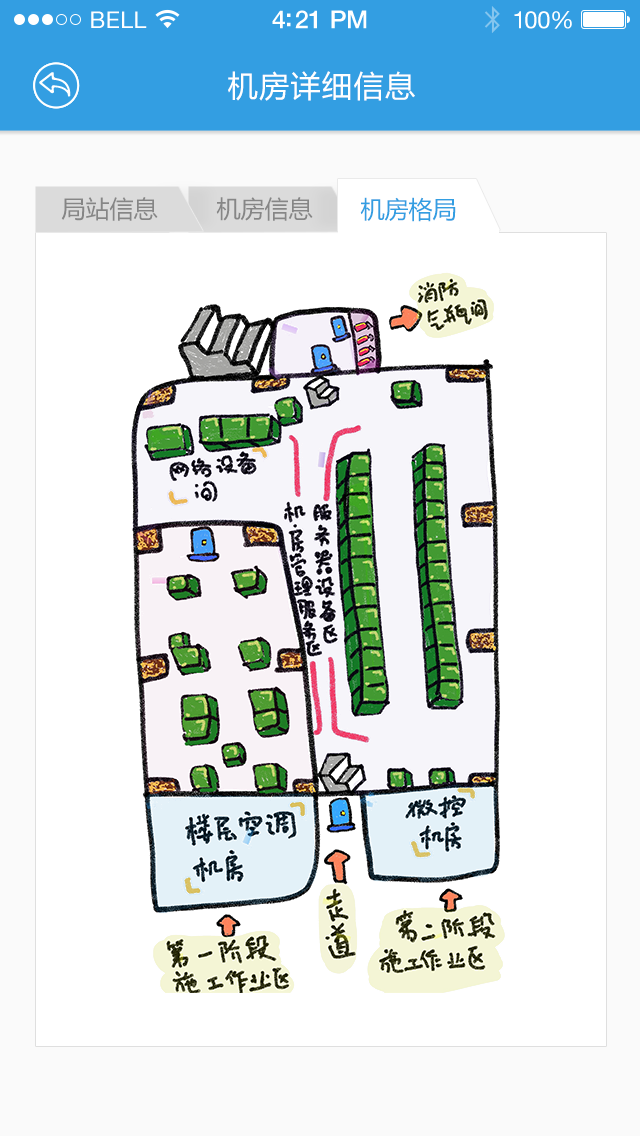 BELL
4:21 PM
100%
机房详细信息
局站信息
机房信息
机房格局
消防
气瓶间
网络设备
间
机房管理服务区
服务器设备区
楼层空调
机房
微控
机房
走道
第一阶段
施工作业区
第二阶段
施工作业区